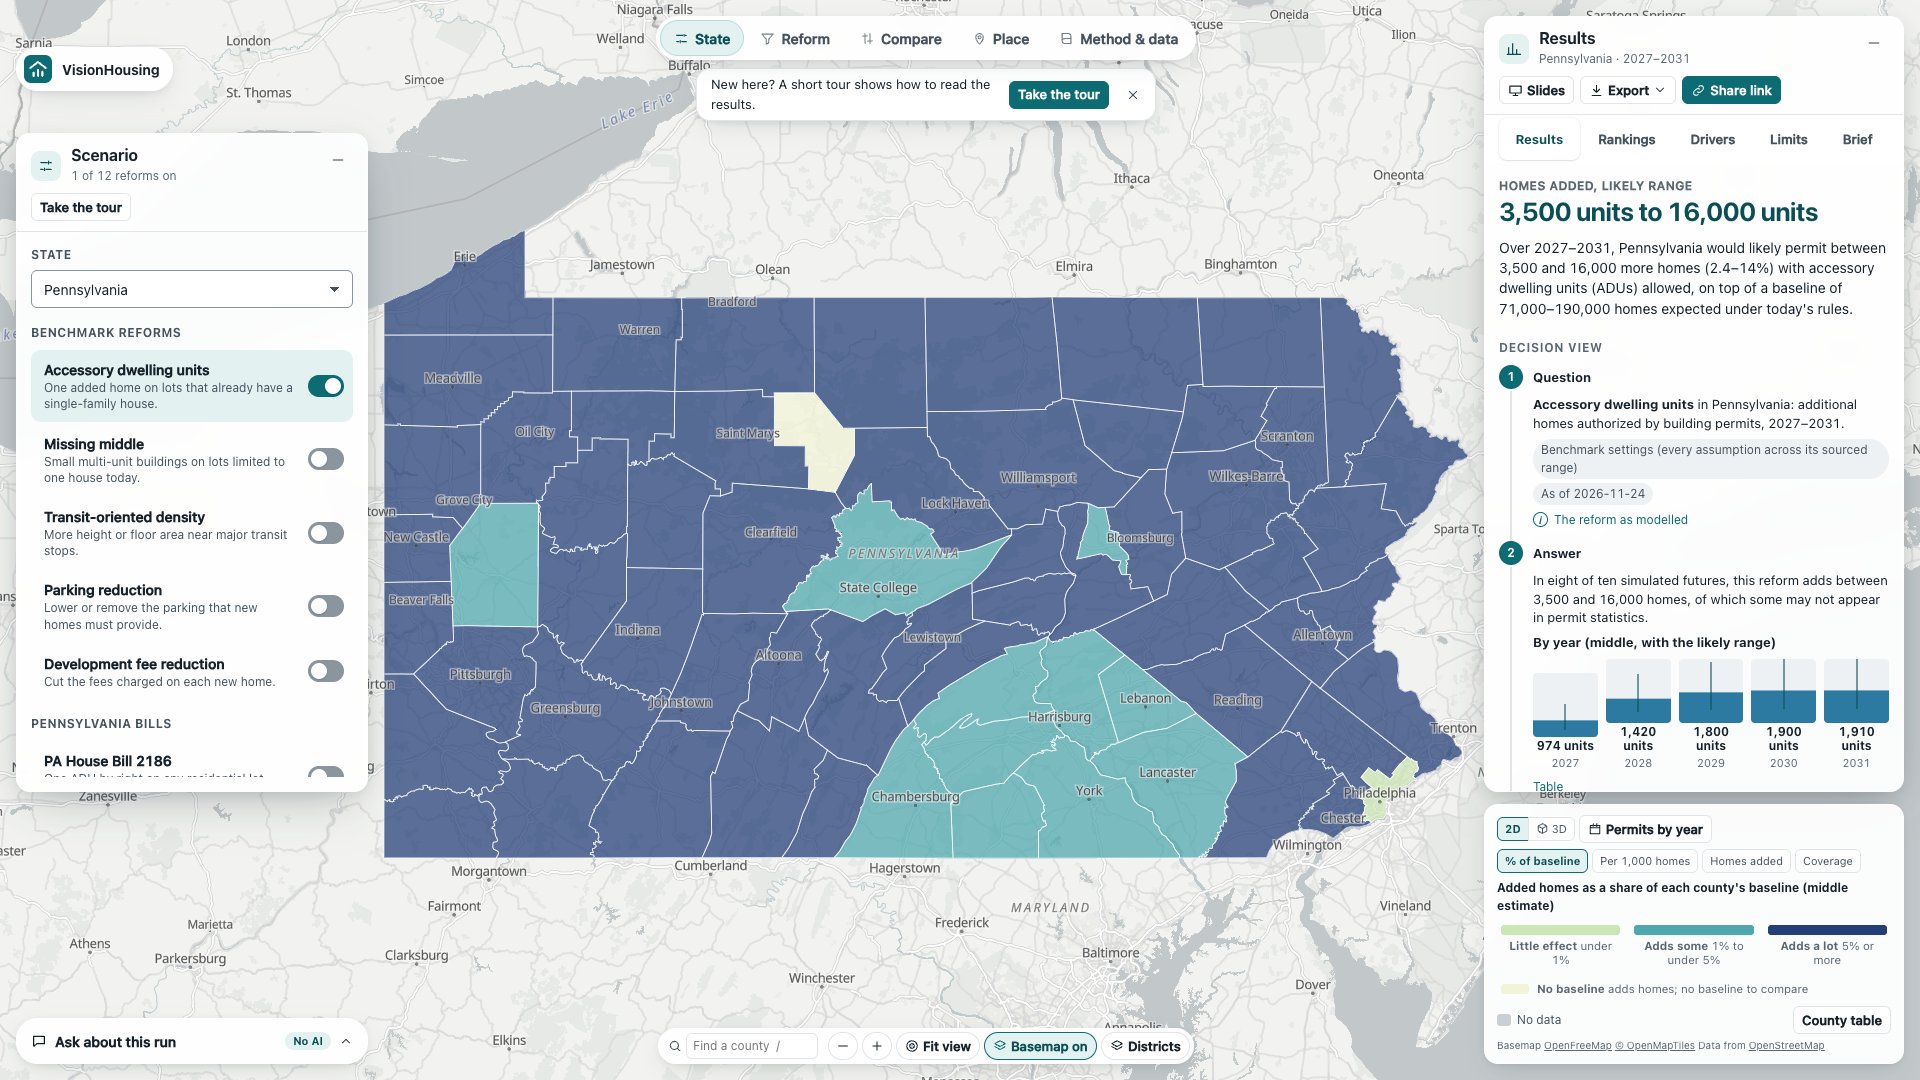 VisionHousing
State
Reform
Compare
Place
Method & data
New here? A short tour shows how to read the
results.
Take the tour
Scenario
1 of 12 reforms on
Take the tour
STATE
Pennsylvania
BENCHMARK REFORMS
Accessory dwelling units
One added home on lots that already have a
single-family house.
Missing middle
Small multi-unit buildings on lots limited to
one house today.
Transit-oriented density
More height or floor area near major transit
stops.
Parking reduction
Lower or remove the parking that new
homes must provide.
Development fee reduction
Cut the fees charged on each new home.
PENNSYLVANIA BILLS
PA House Bill 2186
Ask about this run
No AI
Niagara Falls
Oneida
Utica
Sarnia
London
Welland
Ilion
Buffalo
Simcoe
St. Thomas
Lake Erie
Ithaca
Oneonta
Erie
Jamestown
Olean
Elmira
Binghamton
Bradford
Warren
Meadville
Oil City
Saint Marys
Scranton
Williamsport
Wilkes-Barre
Grove City
Lock Haven
New Castle
Clearfield
Bloomsburg
PENNSYLVANIA
State College
Beaver Falls
Indiana
Lewistown
Allentown
Altoona
Pittsburgh
Johnstown
Greensburg
Lebanon
Reading
Harrisburg
Trenton
Lancaster
York
Chambersburg
Philadelphia
Chester
Zanesville
Wilmington
Morgantown
Cumberland
Hagerstown
Fairmont
MARYLAND
Vineland
Marietta
Frederick
Athens
Parkersburg
Clarksburg
Baltimore
Winchester
Dover
Annapolis
Elkins
Find a county /
Fit view
Basemap on
Districts
Results
Pennsylvania · 2027–2031
Slides
Export
Share link
Results
Rankings
Drivers
Limits
Brief
HOMES ADDED, LIKELY RANGE
3,500 units to 16,000 units
Over 2027–2031, Pennsylvania would likely permit between
3,500 and 16,000 more homes (2.4–14%) with accessory
dwelling units (ADUs) allowed, on top of a baseline of
71,000–190,000 homes expected under today's rules.
DECISION VIEW
1 Question
Accessory dwelling units in Pennsylvania: additional
homes authorized by building permits, 2027–2031.
Benchmark settings (every assumption across its sourced
range)
As of 2026-11-24
The reform as modelled
2 Answer
In eight of ten simulated futures, this reform adds between
3,500 and 16,000 homes, of which some may not appear
in permit statistics.
By year (middle, with the likely range)
974 units
2027
1,420 units
2028
1,800 units
2029
1,900 units
2030
1,910 units
2031
Table
2D
3D
Permits by year
% of baseline
Per 1,000 homes
Homes added
Coverage
Added homes as a share of each county's baseline (middle
estimate)
Little effect under 1%
Adds some 1% to under 5%
Adds a lot 5% or more
No baseline adds homes; no baseline to compare
No data
County table
Basemap OpenFreeMap © OpenMapTiles Data from OpenStreetMap